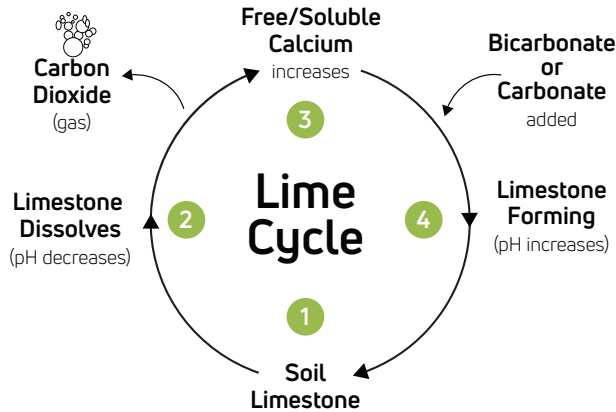 Free/Soluble
Calcium
increases
Carbon
Dioxide
(gas)
Bicarbonate
or
Carbonate
added
3
Lime
Cycle
Limestone
Dissolves
(pH decreases)
2
4
Limestone
Forming
(pH increases)
1
Soil
Limestone